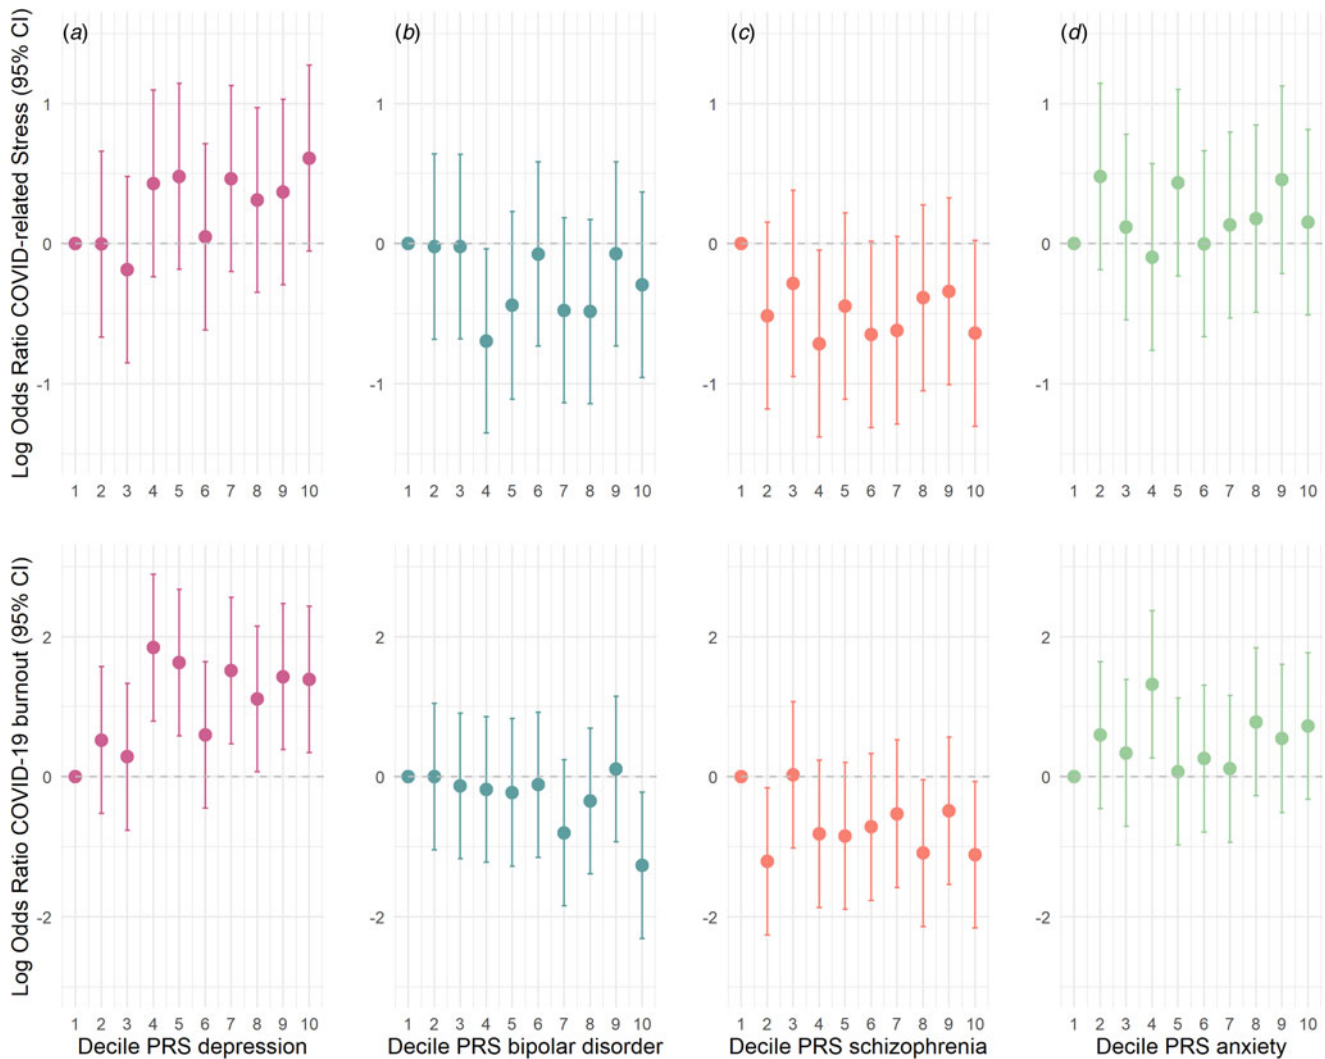 (a)
(b)
(c)
(d)
Log Odds Ratio COVID-related Stress (95% CI)
1
0
-1
1
0
-1
1
0
-1
1
0
-1
1 2 3 4 5 6 7 8 9 10
1 2 3 4 5 6 7 8 9 10
1 2 3 4 5 6 7 8 9 10
1 2 3 4 5 6 7 8 9 10
Log Odds Ratio COVID-19 burnout (95% CI)
2
0
-2
2
0
-2
2
0
-2
2
0
-2
1 2 3 4 5 6 7 8 9 10
1 2 3 4 5 6 7 8 9 10
1 2 3 4 5 6 7 8 9 10
1 2 3 4 5 6 7 8 9 10
Decile PRS depression
Decile PRS bipolar disorder
Decile PRS schizophrenia
Decile PRS anxiety